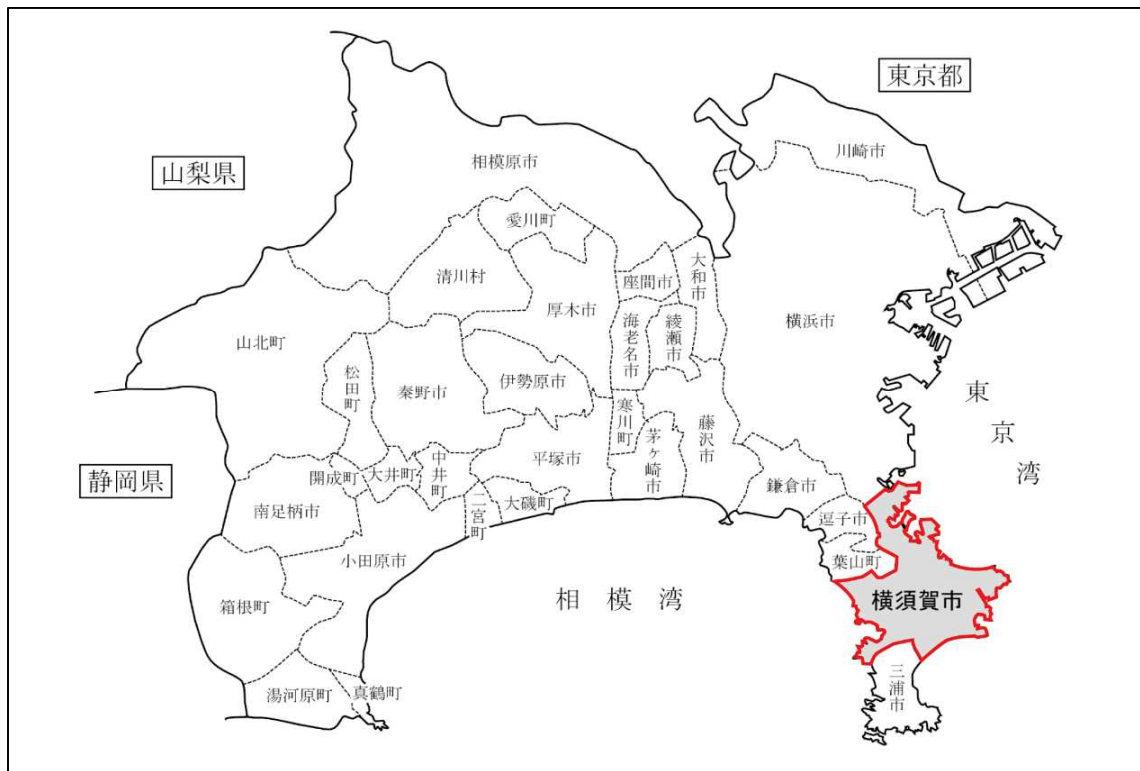 東京都
川崎市
相模原市
山梨県
愛川町
大和市
清川村
座間市
厚木市
横浜市
海老名市
綾瀬市
山北町
松田町
秦野市
伊勢原市
東京湾
寒川町
藤沢市
茅ヶ崎市
中井町
平塚市
静岡県
開成町
大井町
鎌倉市
南足柄市
二宮町
大磯町
逗子市
小田原市
葉山町
相模湾
横須賀市
箱根町
三浦市
湯河原町
真鶴町